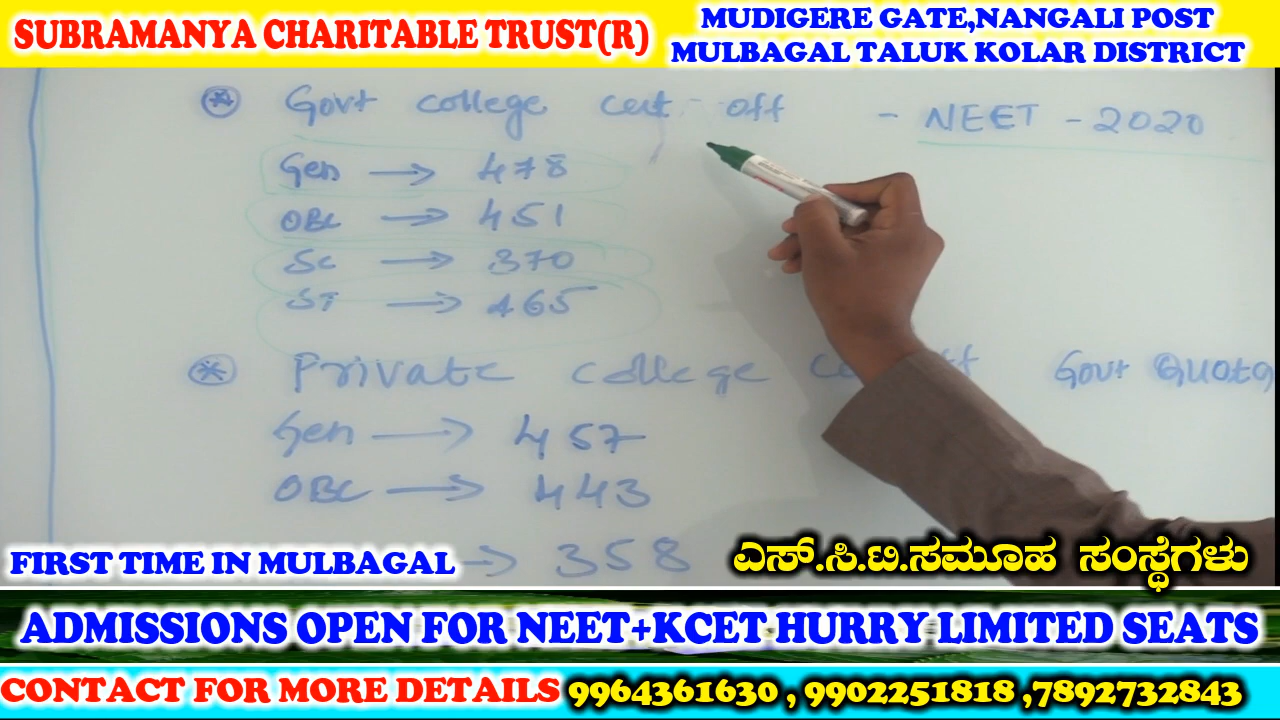 SUBRAMANYA CHARITABLE TRUST(R)
MUDIGERE GATE,NANGALI POST
MULBAGAL TALUK KOLAR DISTRICT
Govt college cut off - NEET - 2020
Gen → 478
OBC → 451
SC → 370
ST → 465
Private college Govt Quota
Gen → 457
OBC → 443
→ 358
FIRST TIME IN MULBAGAL
ಎಸ್.ಸಿ.ಟಿ.ಸಮೂಹ ಸಂಸ್ಥೆಗಳು
ADMISSIONS OPEN FOR NEET+KCET HURRY LIMITED SEATS
CONTACT FOR MORE DETAILS 9964361630 , 9902251818 ,7892732843